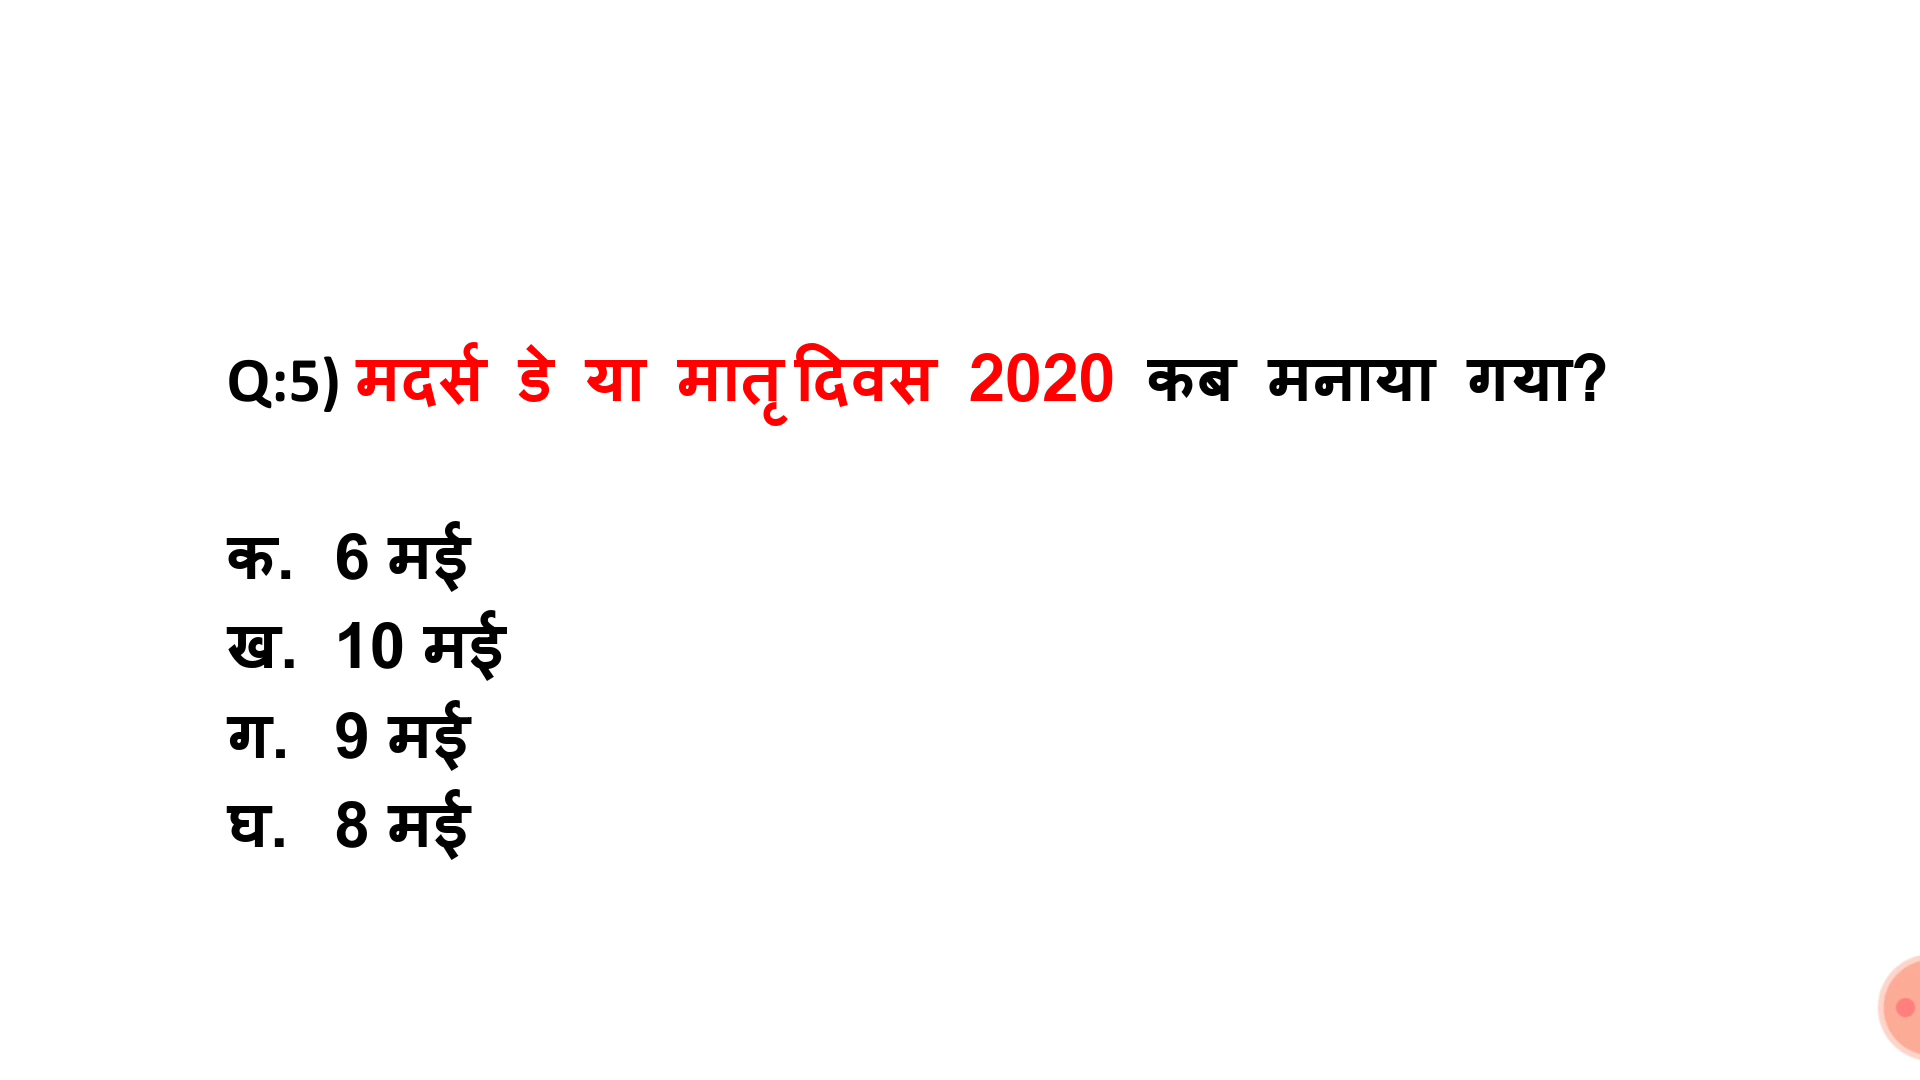 Q:5) मदर्स डे या मातृ दिवस 2020 कब मनाया गया?
क. 6 मई
ख. 10 मई
ग. 9 मई
घ. 8 मई